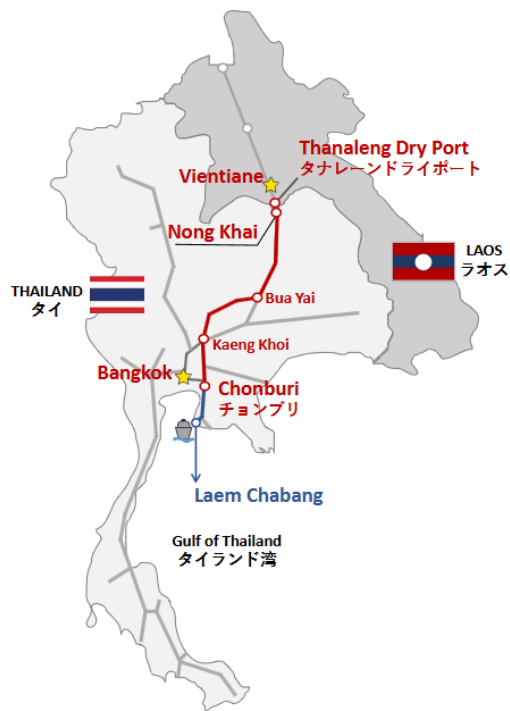 Thanaleng Dry Port
タナレーンドライポート
Vientiane
Nong Khai
LAOS
ラオス
THAILAND
タイ
Bua Yai
Kaeng Khoi
Bangkok
Chonburi
チョンブリ
Laem Chabang
Gulf of Thailand
タイランド湾